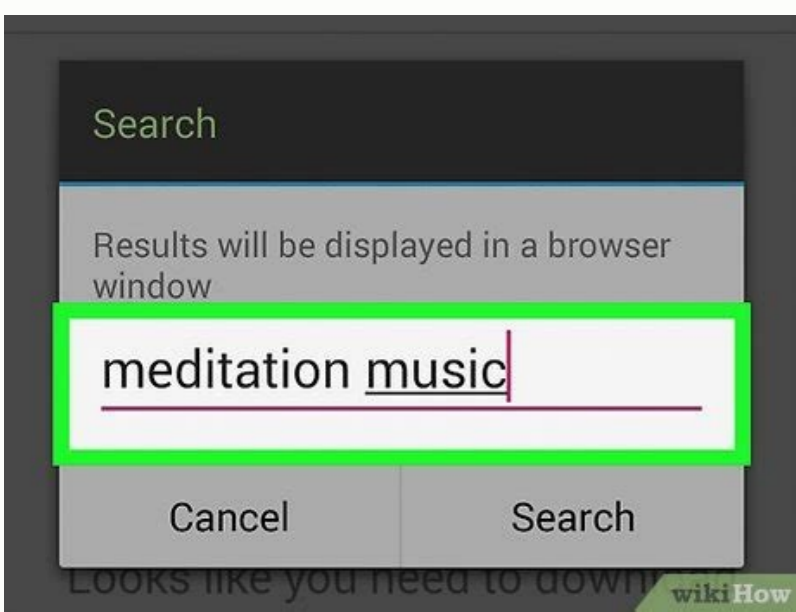 Search
Results will be displayed in a browser
window
meditation music
Cancel
Search
Looks like you need to
wikiHow